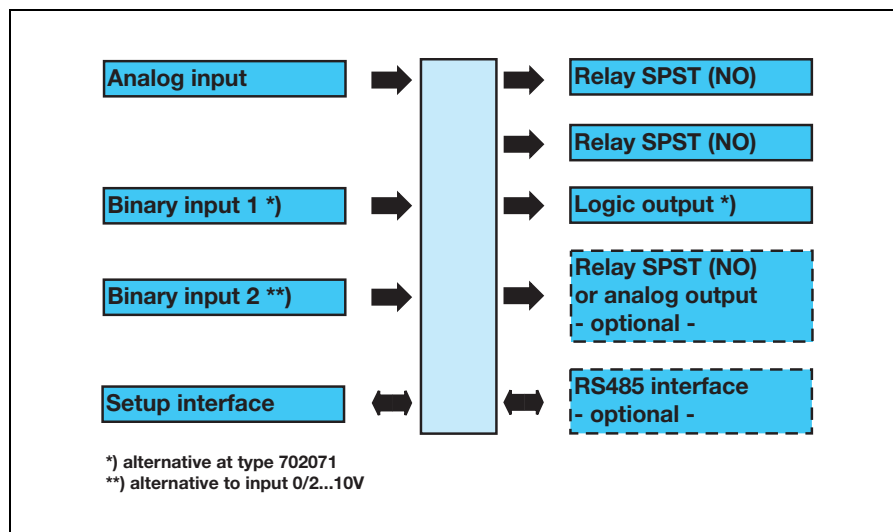 Analog input
Relay SPST (NO)
Relay SPST (NO)
Binary input 1 *)
Logic output *)
Binary input 2 **)
Relay SPST (NO)
or analog output
- optional -
Setup interface
RS485 interface
- optional -
*) alternative at type 702071
**) alternative to input 0/2...10V